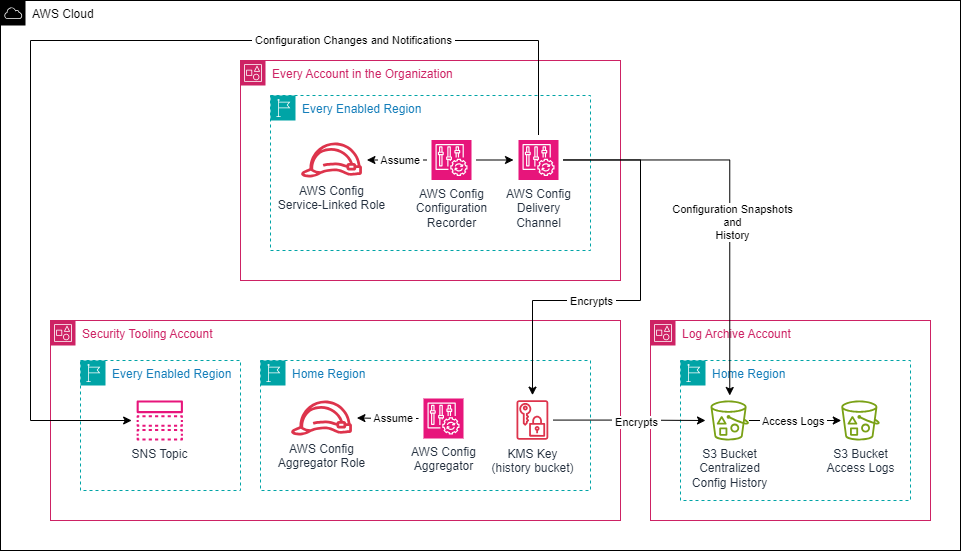 AWS Cloud
Configuration Changes and Notifications
Every Account in the Organization
Every Enabled Region
Assume
AWS Config
Service-Linked Role
AWS Config
Configuration
Recorder
AWS Config
Delivery
Channel
Configuration Snapshots
and
History
Encrypts
Security Tooling Account
Every Enabled Region
SNS Topic
Home Region
Assume
AWS Config
Aggregator Role
AWS Config
Aggregator
KMS Key
(history bucket)
Encrypts
Log Archive Account
Home Region
Access Logs
S3 Bucket
Centralized
Config History
S3 Bucket
Access Logs